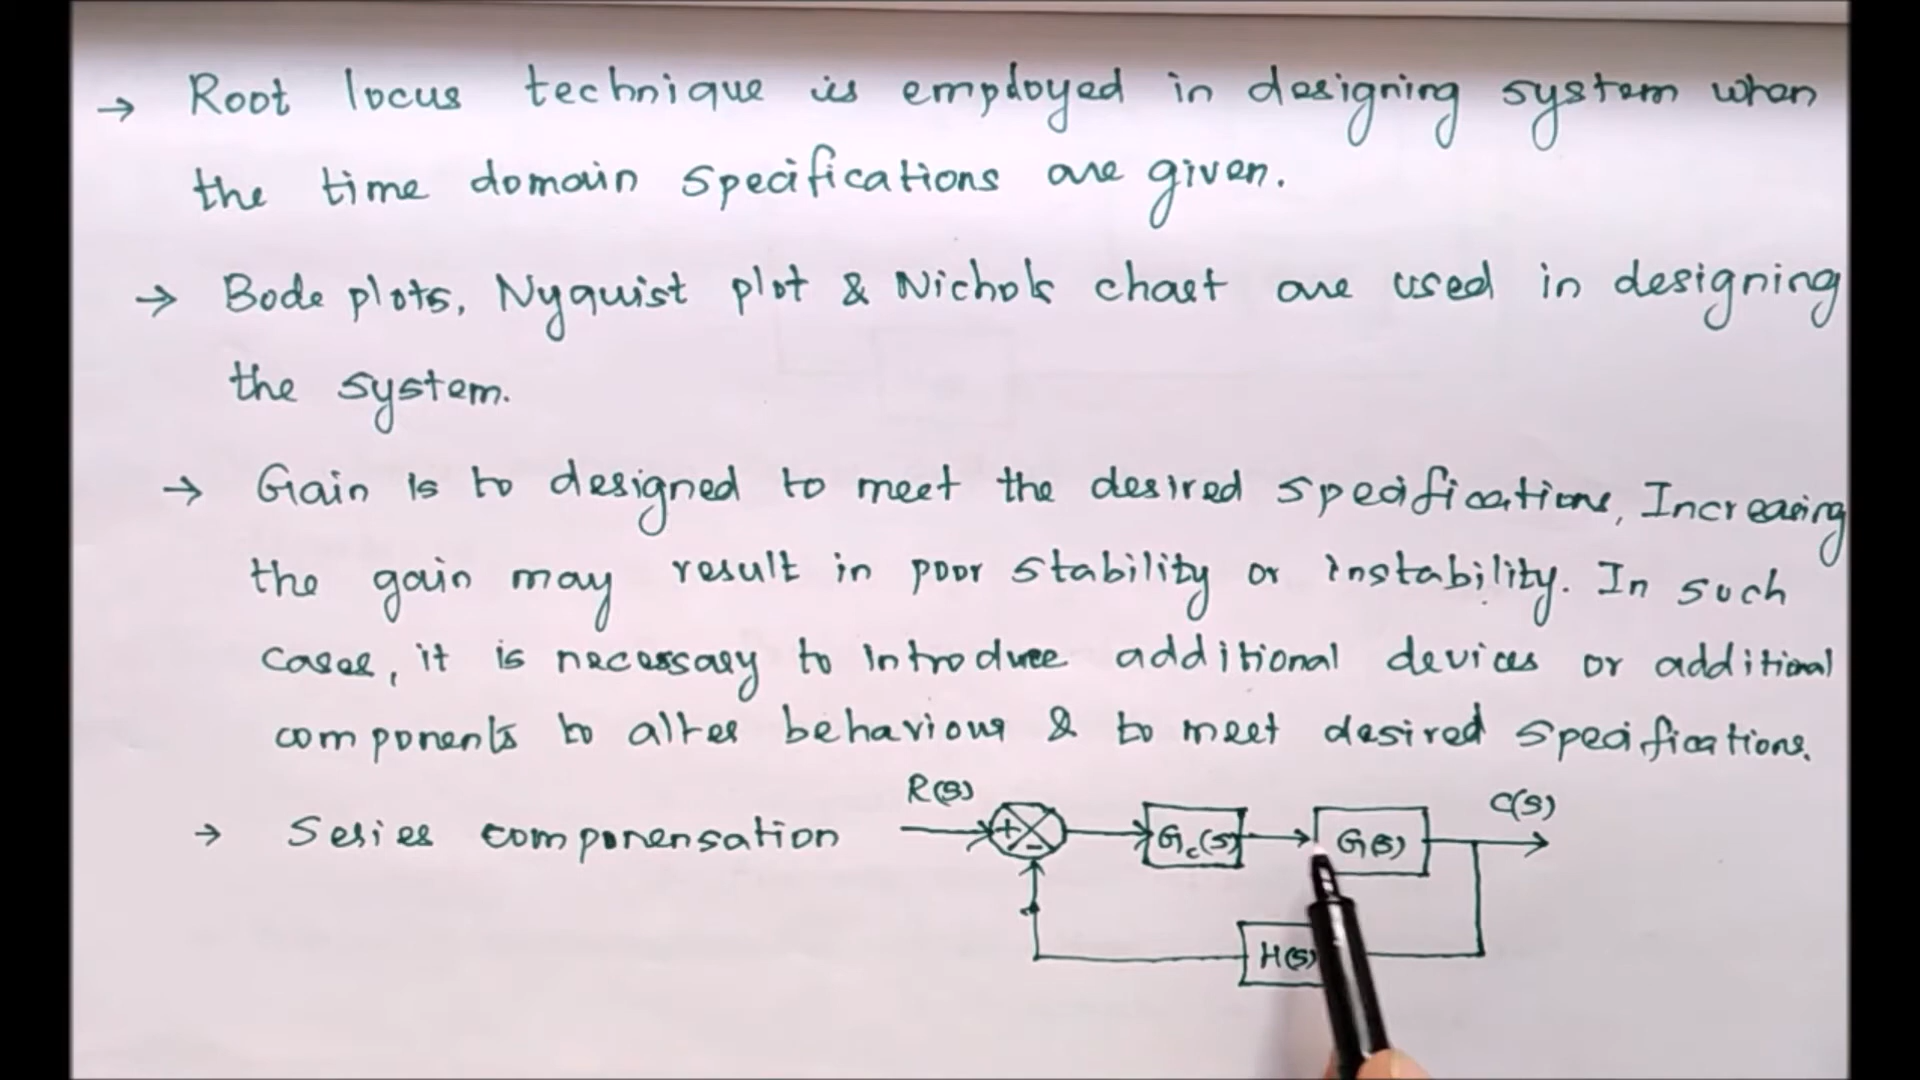 → Root locus technique is employed in designing system when
the time domain specifications are given.
→ Bode plots, Nyquist plot & Nichols chart are used in designing
the system.
→ Gain is to designed to meet the desired specifications, Increasing
the gain may result in poor stability or instability. In such
cases, it is necessary to introduce additional devices or additional
components to alter behaviour & to meet desired specifications.
→ Series componensation
R(s)
+
-
Gc(s)
G(s)
C(s)
H(s)